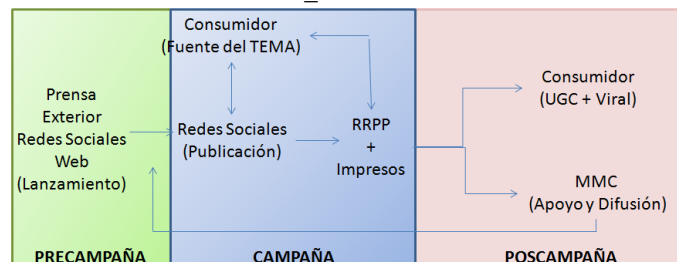 Prensa
Exterior
Redes Sociales
Web
(Lanzamiento)
PRECAMPAÑA
Consumidor
(Fuente del TEMA)
Redes Sociales
(Publicación)
RRPP
+
Impresos
CAMPAÑA
Consumidor
(UGC + Viral)
MMC
(Apoyo y Difusión)
POSCAMPAÑA